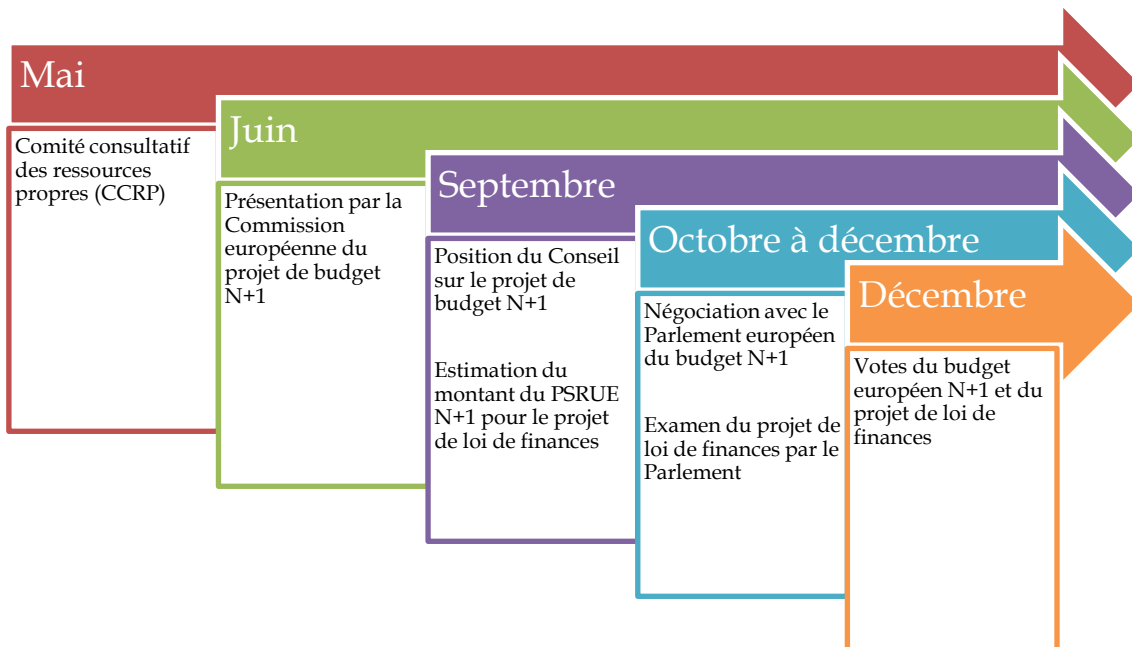 Mai
Comité consultatif
des ressources
propres (CCRP)
Juin
Présentation par la
Commission
européenne du
projet de budget
N+1
Septembre
Position du Conseil
sur le projet de
budget N+1
Estimation du
montant du PSRUE
N+1 pour le projet
de loi de finances
Octobre à décembre
Négociation avec le
Parlement européen
du budget N+1
Examen du projet de
loi de finances par le
Parlement
Décembre
Votes du budget
européen N+1 et du
projet de loi de
finances